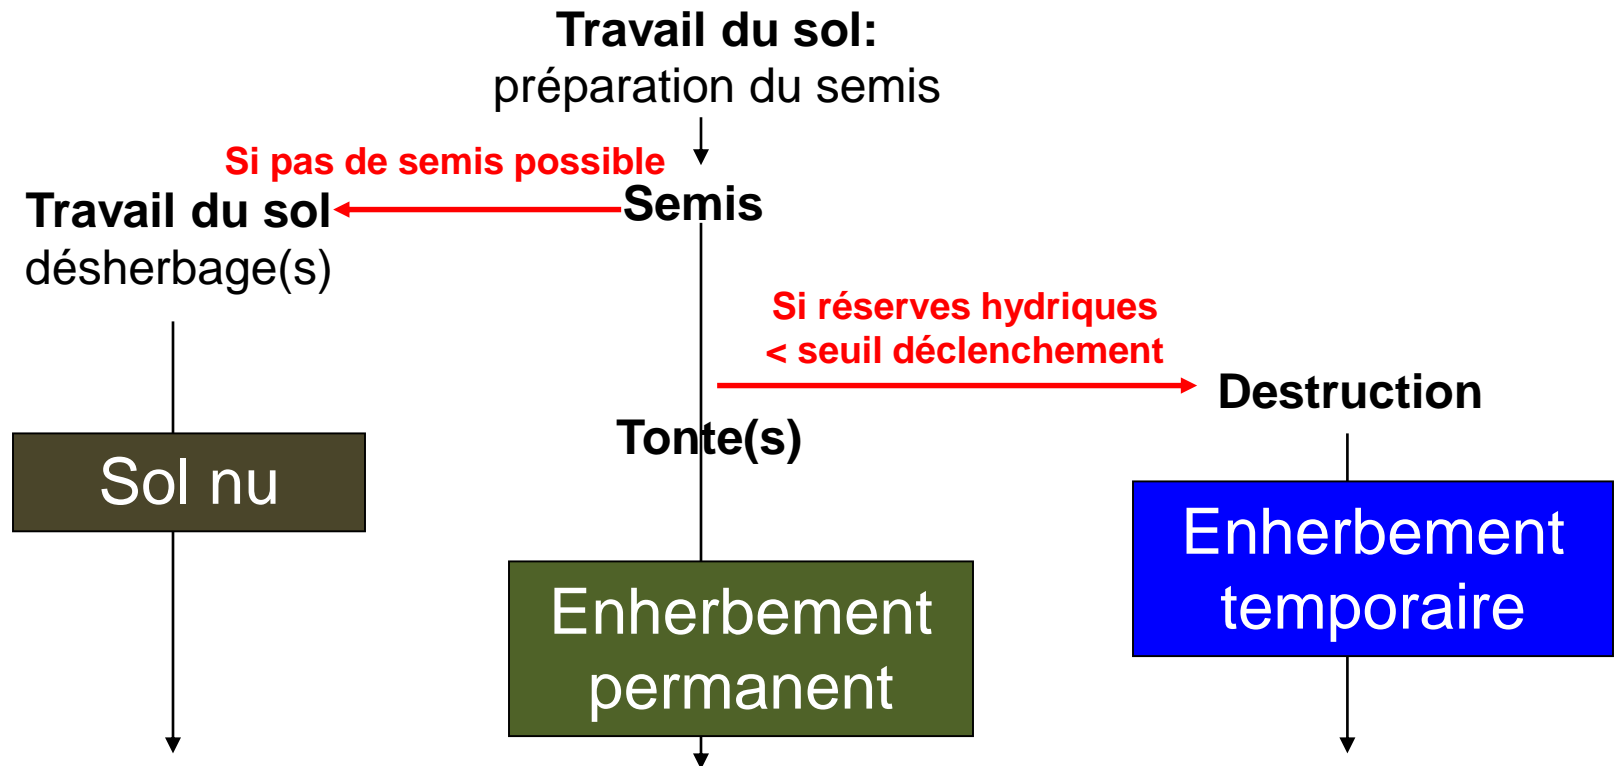 Travail du sol:
préparation du semis
Si pas de semis possible
Semis
Travail du sol
désherbage(s)
Si réserves hydriques
< seuil déclenchement
Destruction
Tonte(s)
Sol nu
Enherbement
temporaire
Enherbement
permanent